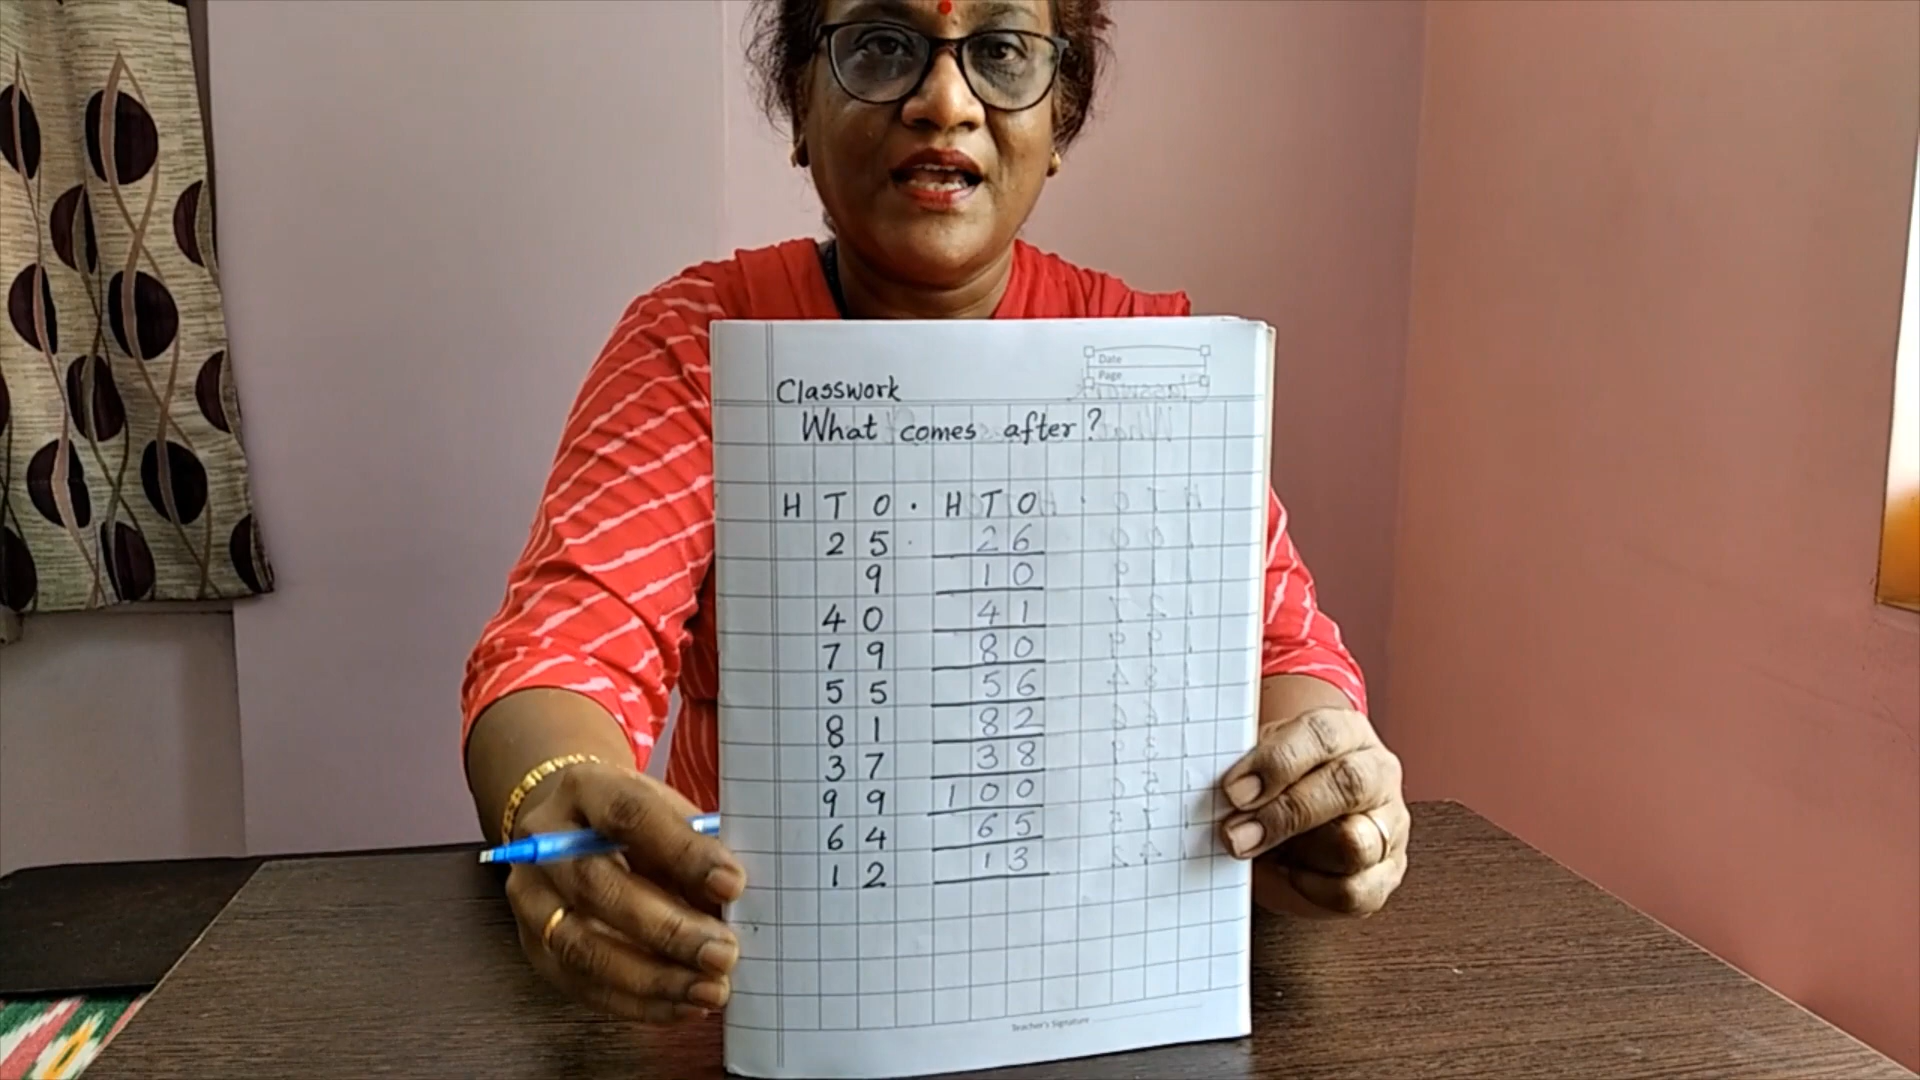 Date
Page
Classwork
What comes after?
H T O . H T O
2 5 . 2 6
9 1 0
4 0 4 1
7 9 8 0
5 5 5 6
8 1 8 2
3 7 3 8
9 9 1 0 0
6 4 6 5
1 2 1 3
Teacher's Signature